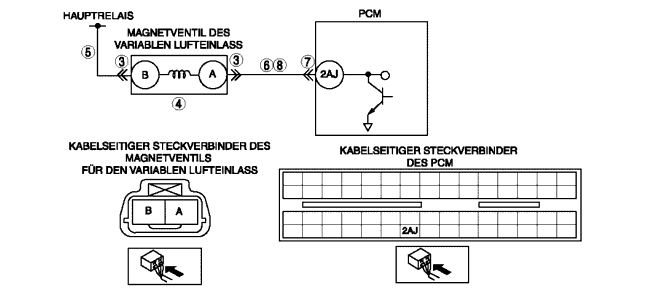 HAUPTRELAIS
PCM
MAGNETVENTIL DES
VARIABLEN LUFTEINLASS
⑤
③
③
B
A
⑥⑧
⑦
2AJ
④
KABELSEITIGER STECKVERBINDER DES
MAGNETVENTILS
FÜR DEN VARIABLEN LUFTEINLASS
B A
KABELSEITIGER STECKVERBINDER
DES PCM
2AJ